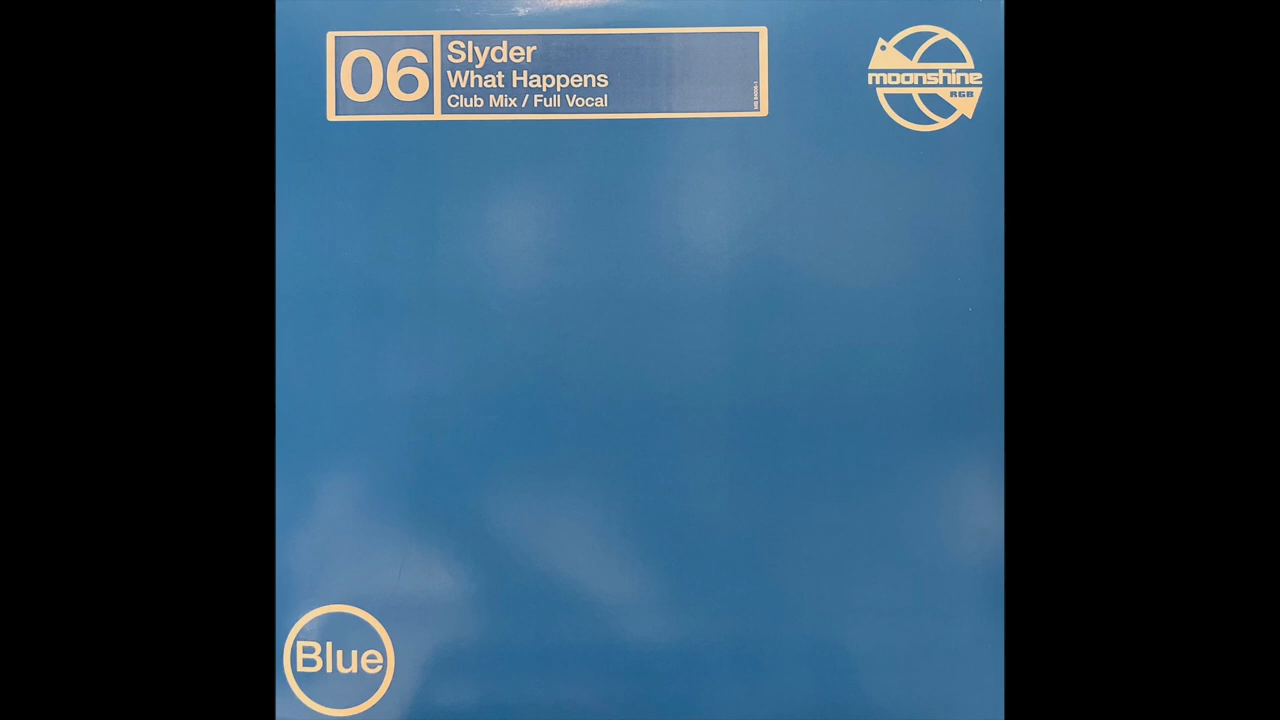 06
Slyder
What Happens
Club Mix / Full Vocal
moonshine
RGB
Blue